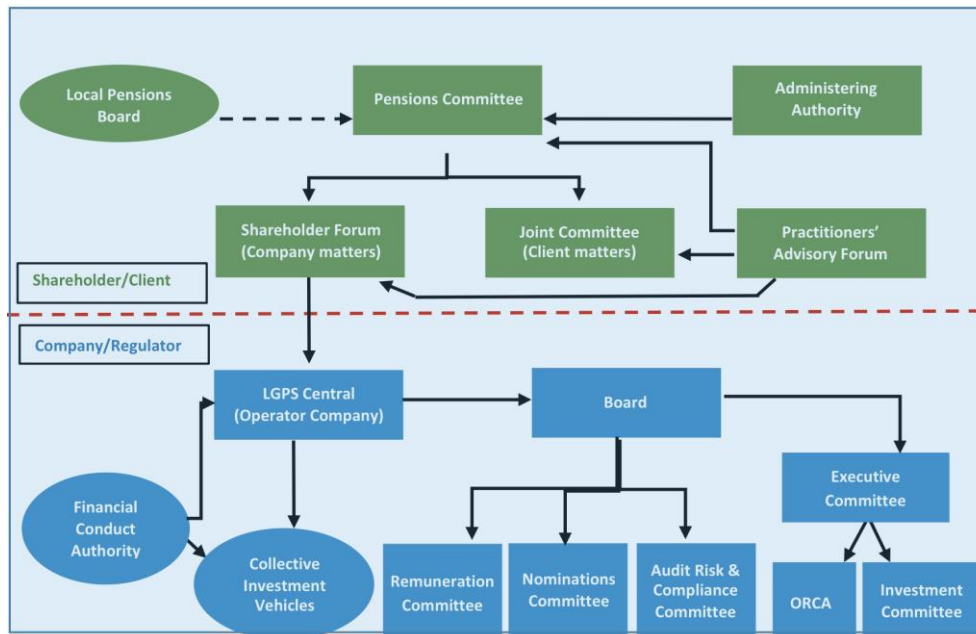 Local Pensions
Board
Pensions Committee
Administering
Authority
Shareholder Forum
(Company matters)
Joint Committee
(Client matters)
Practitioners’
Advisory Forum
Shareholder/Client
Company/Regulator
LGPS Central
(Operator Company)
Board
Financial
Conduct
Authority
Executive
Committee
Collective
Investment
Vehicles
Remuneration
Committee
Nominations
Committee
Audit Risk &
Compliance
Committee
ORCA
Investment
Committee